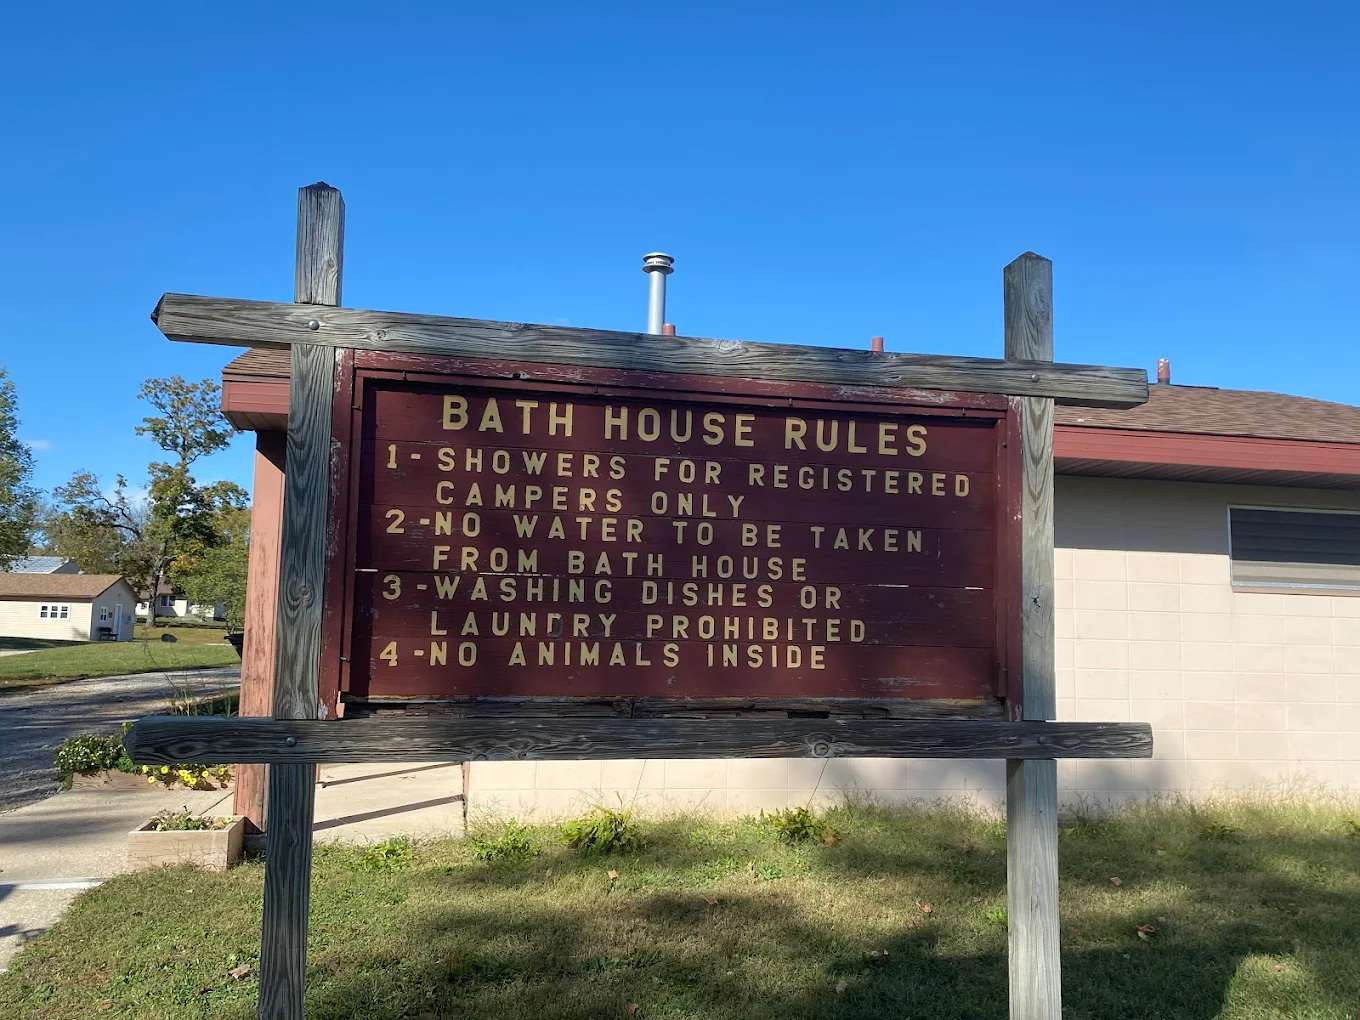 BATH HOUSE RULES
1 - SHOWERS FOR REGISTERED
CAMPERS ONLY
2 - NO WATER TO BE TAKEN
FROM BATH HOUSE
3 - WASHING DISHES OR
LAUNDRY PROHIBITED
4 - NO ANIMALS INSIDE